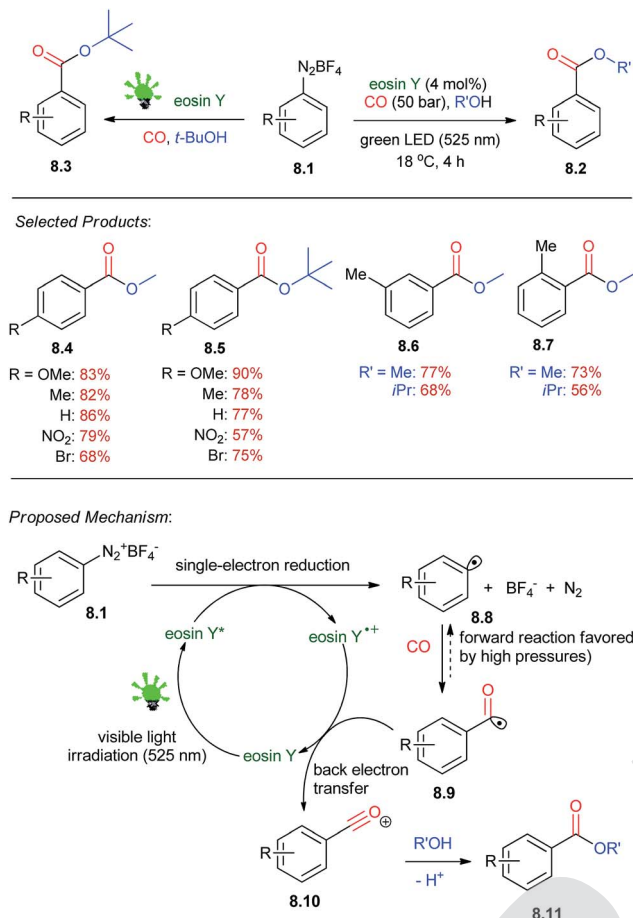 O
O
N2BF4
eosin Y (4 mol%)
CO (50 bar), R'OH
O
O
R'
eosin Y
R
CO, t-BuOH
R
green LED (525 nm)
18 °C, 4 h
R
8.3
8.1
8.2
Selected Products:
O
O
R
8.4
R = OMe: 83%
Me: 82%
H: 86%
NO2: 79%
Br: 68%
O
O
R
8.5
R = OMe: 90%
Me: 78%
H: 77%
NO2: 57%
Br: 75%
Me
O
O
8.6
R' = Me: 77%
iPr: 68%
Me
O
O
8.7
R' = Me: 73%
iPr: 56%
Proposed Mechanism:
N2+BF4-
R
8.1
single-electron reduction
R
8.8
+ BF4- + N2
eosin Y*
eosin Y•+
CO
forward reaction favored
by high pressures)
visible light
irradiation (525 nm)
eosin Y
back electron
transfer
O
R
8.9
O
⊕
R
8.10
R'OH
- H+
O
OR'
R
8.11